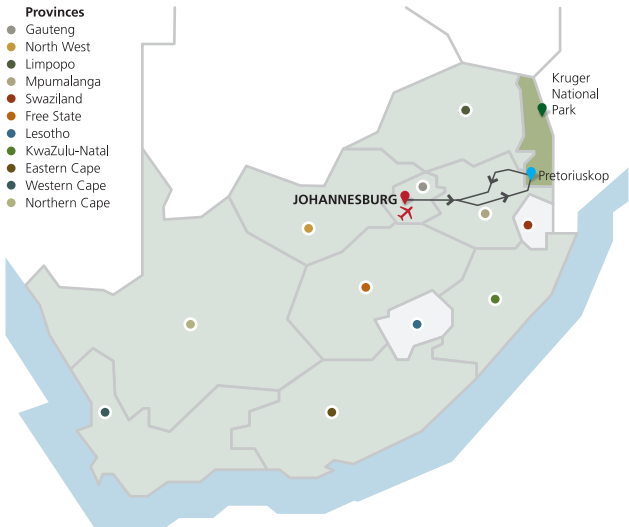 Provinces
Gauteng
North West
Limpopo
Mpumalanga
Swaziland
Free State
Lesotho
KwaZulu-Natal
Eastern Cape
Western Cape
Northern Cape
Kruger
National
Park
Pretoriuskop
JOHANNESBURG